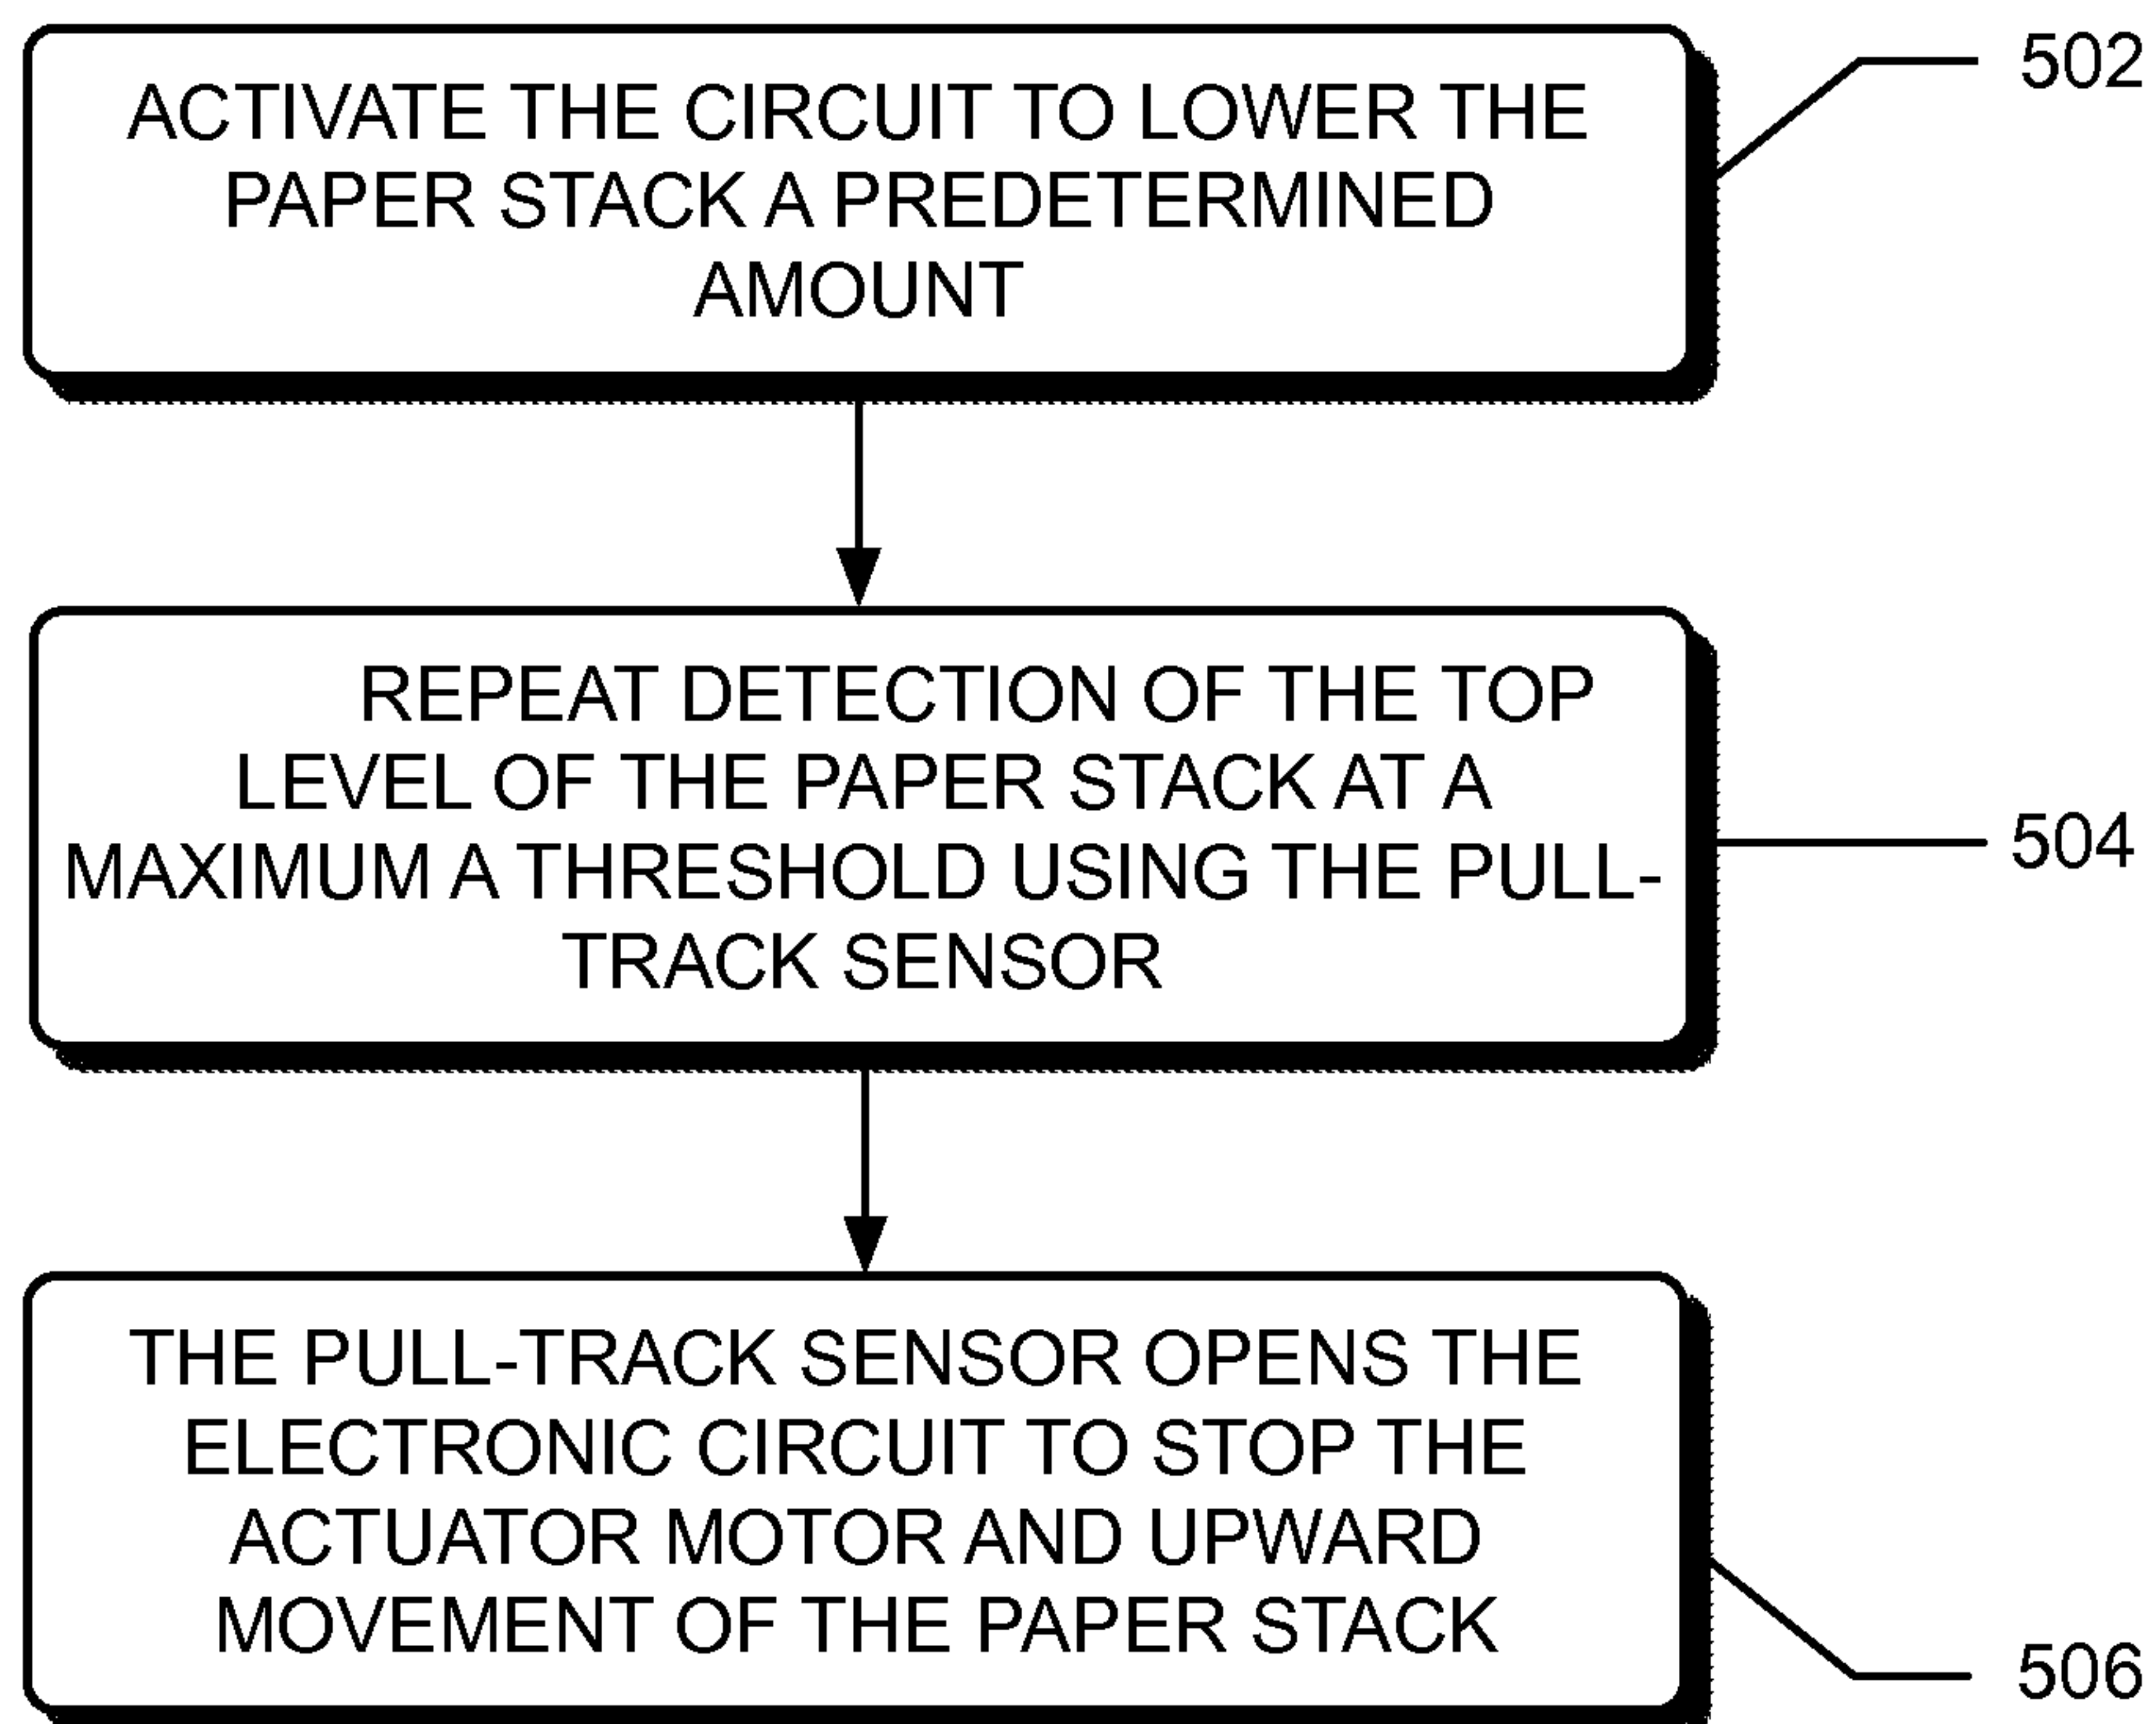 ACTIVATE THE CIRCUIT TO LOWER THE
PAPER STACK A PREDETERMINED
AMOUNT
502
REPEAT DETECTION OF THE TOP
LEVEL OF THE PAPER STACK AT A
MAXIMUM A THRESHOLD USING THE PULL-
TRACK SENSOR
504
THE PULL-TRACK SENSOR OPENS THE
ELECTRONIC CIRCUIT TO STOP THE
ACTUATOR MOTOR AND UPWARD
MOVEMENT OF THE PAPER STACK
506